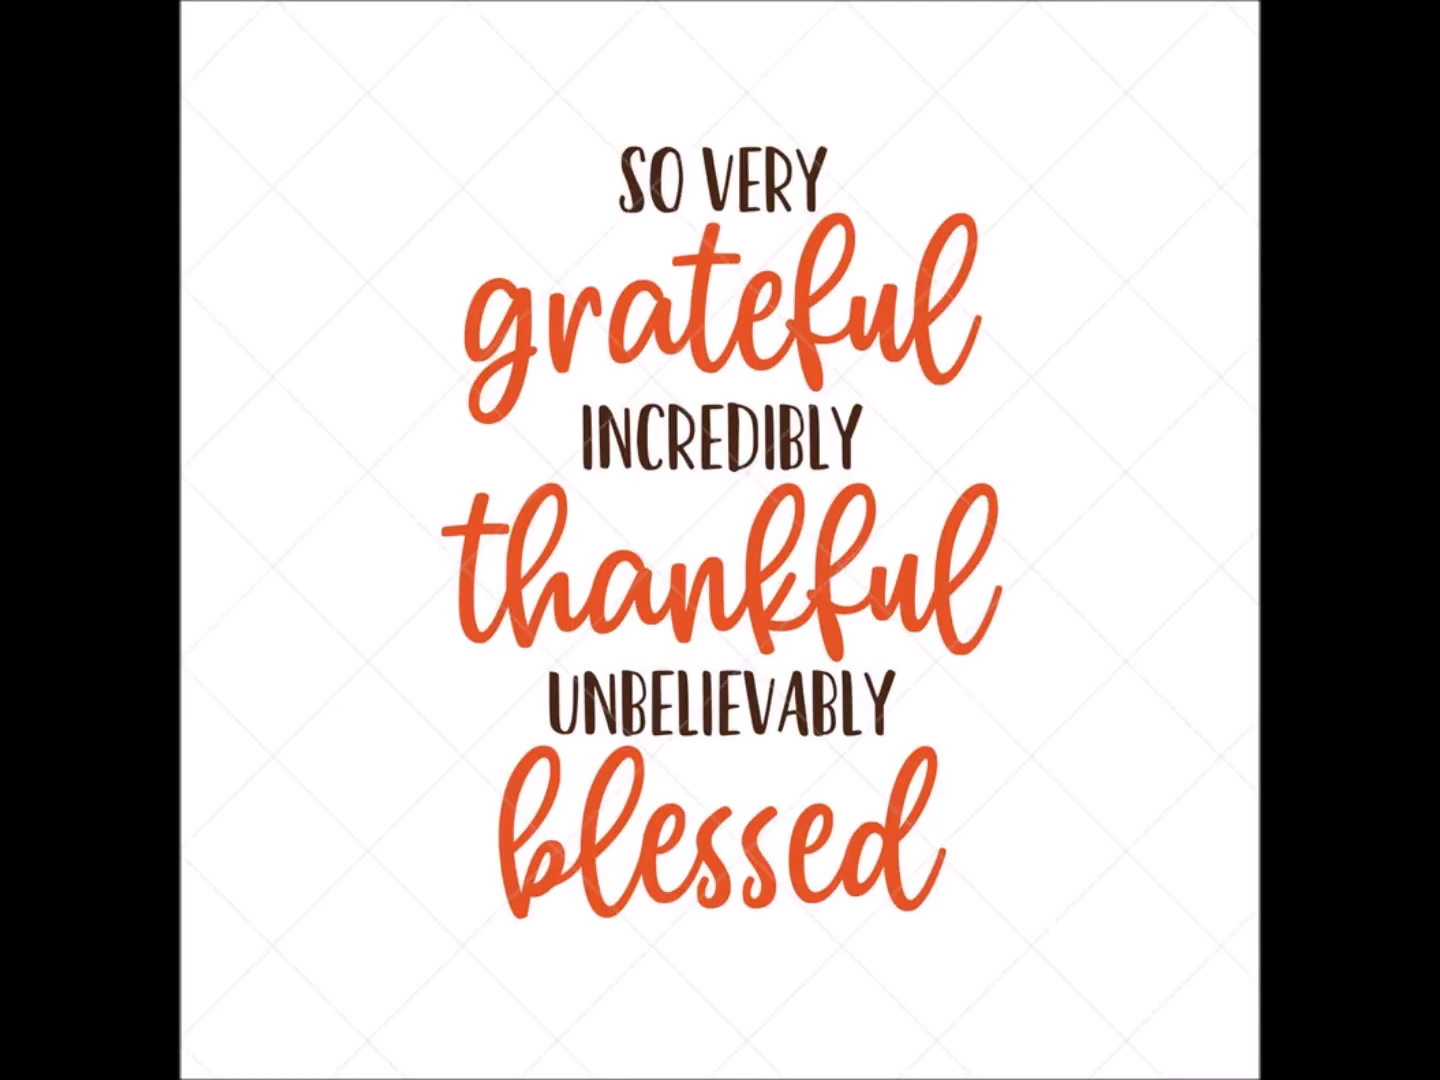 SO VERY
grateful
INCREDIBLY
thankful
UNBELIEVABLY
blessed